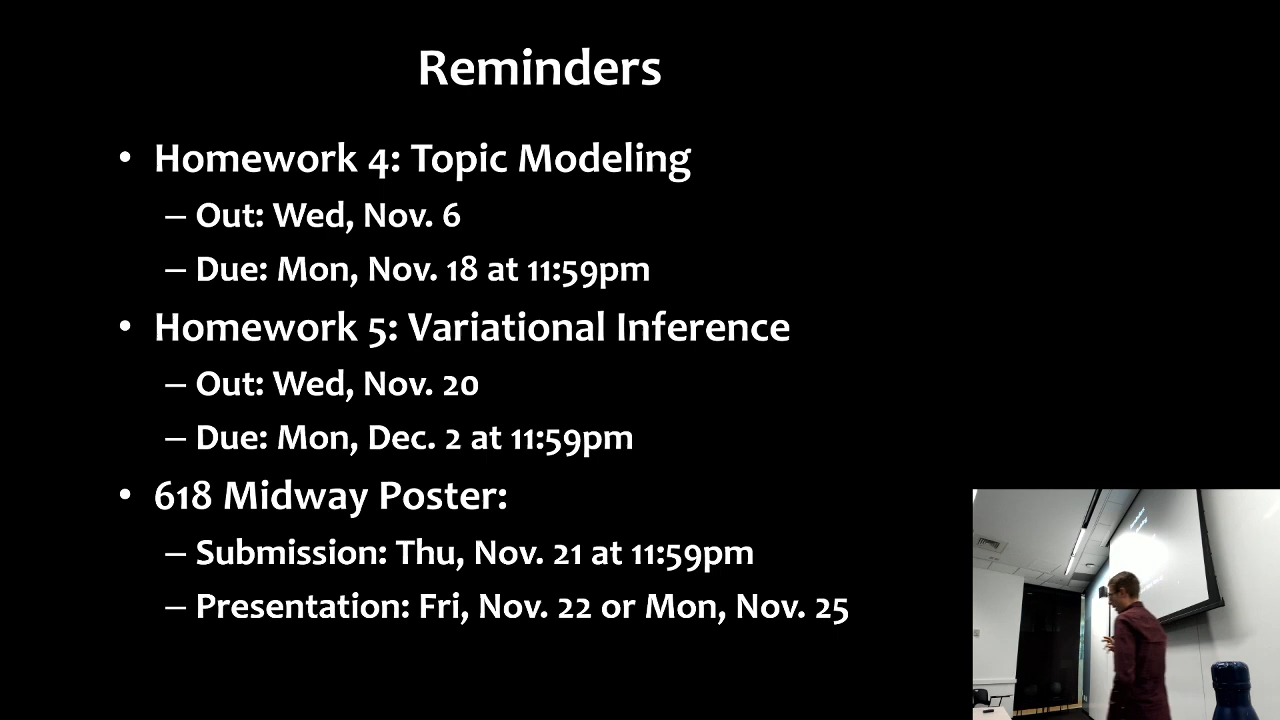 Reminders
• Homework 4: Topic Modeling
– Out: Wed, Nov. 6
– Due: Mon, Nov. 18 at 11:59pm
• Homework 5: Variational Inference
– Out: Wed, Nov. 20
– Due: Mon, Dec. 2 at 11:59pm
• 618 Midway Poster:
– Submission: Thu, Nov. 21 at 11:59pm
– Presentation: Fri, Nov. 22 or Mon, Nov. 25